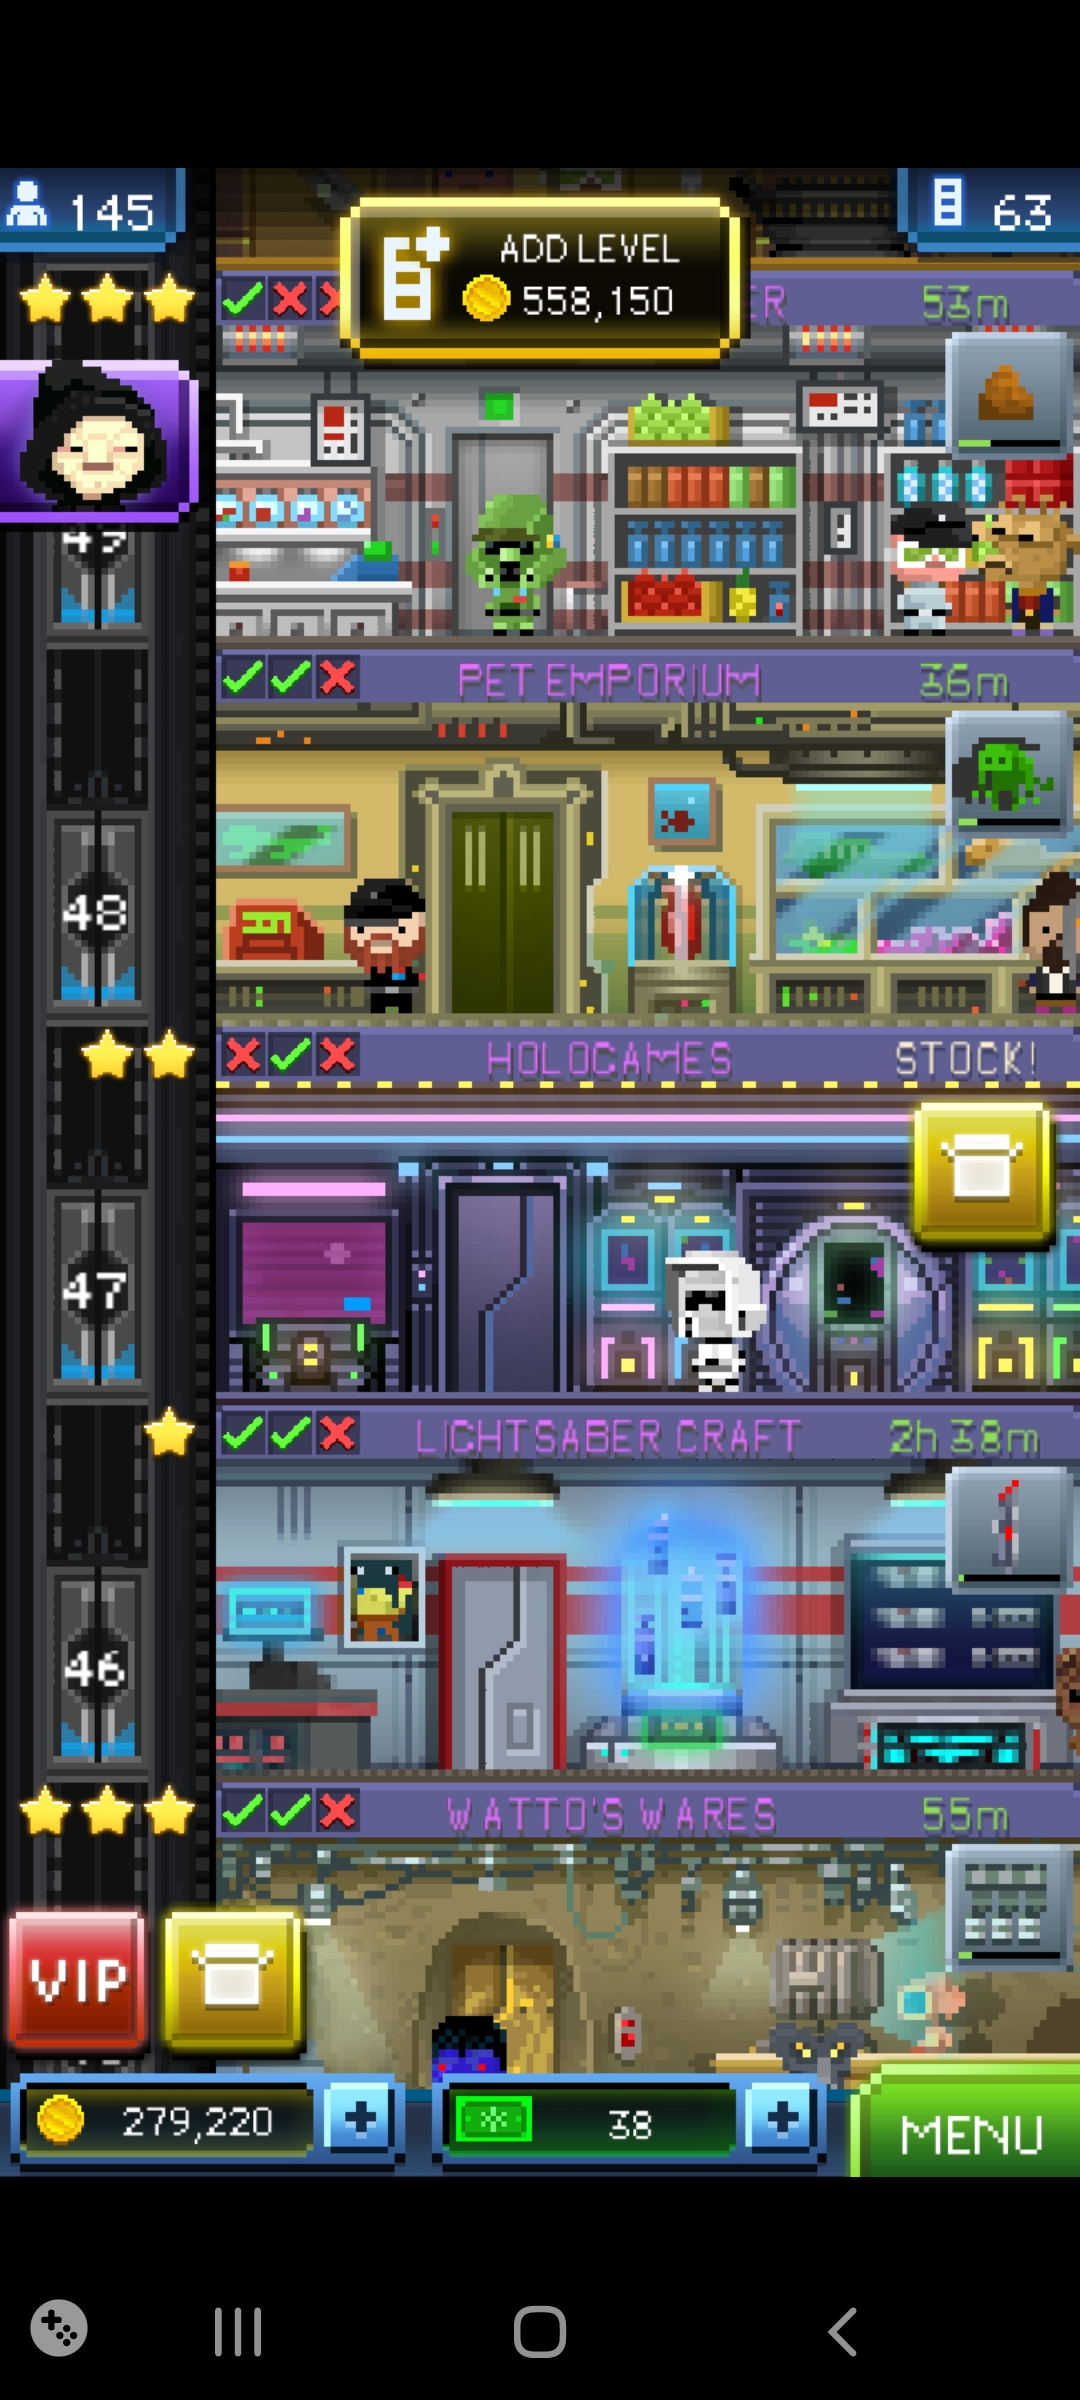 145
ADD LEVEL
558,150
63
ER
53m
PET EMPORIUM
36m
48
HOLOGAMES
STOCK!
47
LIGHTSABER CRAFT
2h 38m
46
WATTO'S WARES
55m
VIP
279,220
+
38
+
MENU